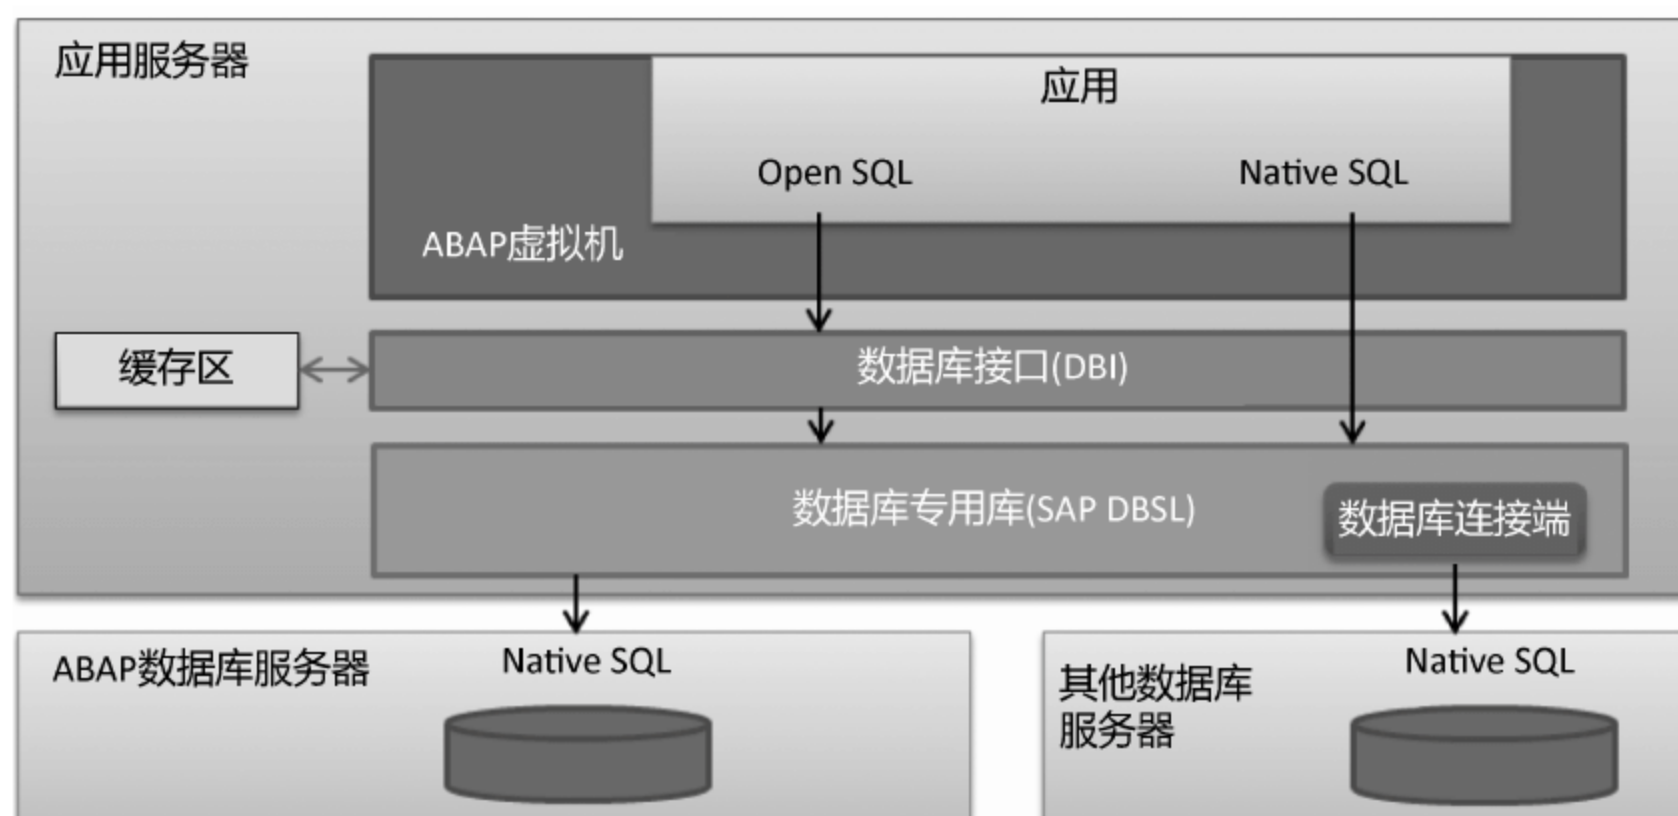 应用服务器
应用
Open SQL
Native SQL
ABAP虚拟机
缓存区
数据库接口(DBI)
数据库专用库(SAP DBSL)
数据库连接端
ABAP数据库服务器
Native SQL
其他数据库
服务器
Native SQL